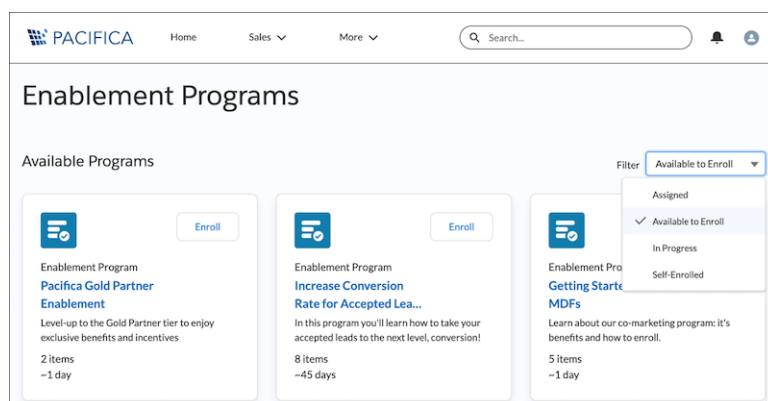 PACIFICA Home Sales More Search...
Enablement Programs
Available Programs
Filter Available to Enroll
Assigned
Available to Enroll
In Progress
Self-Enrolled
Enroll
Enablement Program
Pacifica Gold Partner
Enablement
Level-up to the Gold Partner tier to enjoy
exclusive benefits and incentives
2 items
~1 day
Enroll
Enablement Program
Increase Conversion
Rate for Accepted Lea...
In this program you'll learn how to take your
accepted leads to the next level, conversion!
8 items
~45 days
Enablement Pro
Getting Starte
MDFs
Learn about our co-marketing program: it's
benefits and how to enroll.
5 items
~1 day